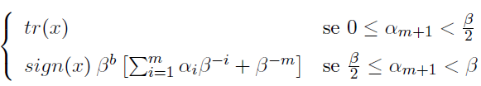 tr(x) se 0 ≤ α_{m+1} < β/2
sign(x) β^b [∑_{i=1}^{m} α_i β^{-i} + β^{-m}] se β/2 ≤ α_{m+1} < β